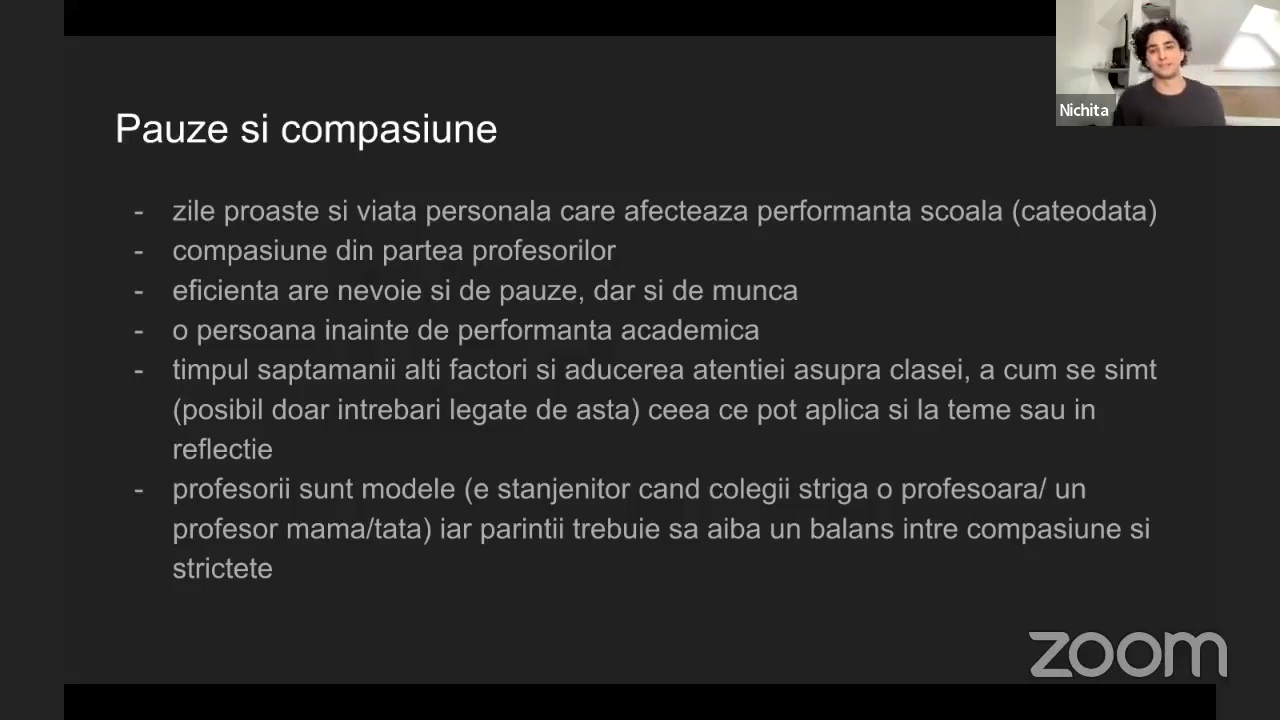 Nichita
Pauze si compasiune
- zile proaste si viata personala care afecteaza performanta scoala (cateodata)
- compasiune din partea profesorilor
- eficienta are nevoie si de pauze, dar si de munca
- o persoana inainte de performanta academica
- timpul saptamanii alti factori si aducerea atentiei asupra clasei, a cum se simt
(posibil doar intrebari legate de asta) ceea ce pot aplica si la teme sau in
reflectie
- profesorii sunt modele (e stanjenitor cand colegii striga o profesoara/ un
profesor mama/tata) iar parintii trebuie sa aiba un balans intre compasiune si
strictete
zoom